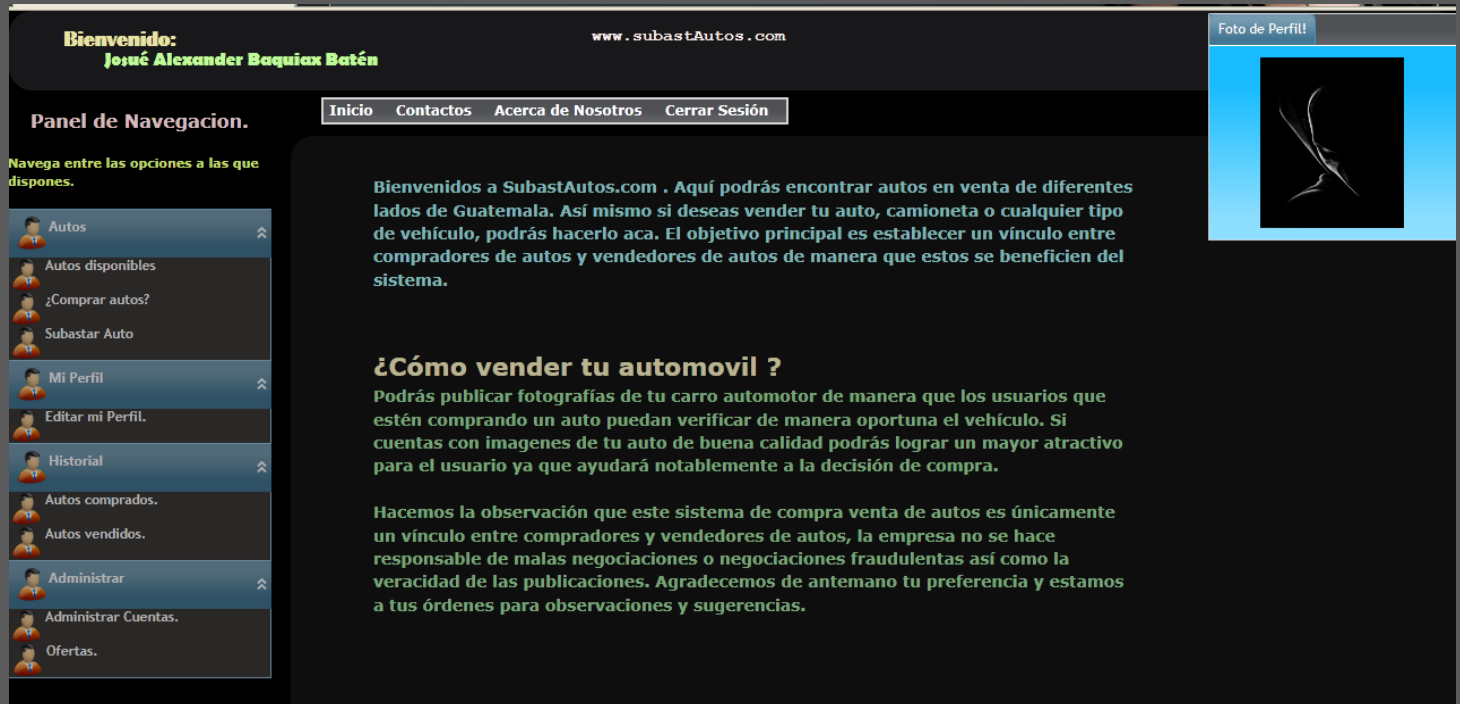 Bienvenido:
Josué Alexander Baquiax Batén
www.subastAutos.com
Foto de Perfil!
Inicio Contactos Acerca de Nosotros Cerrar Sesión
Panel de Navegacion.
Navega entre las opciones a las que
dispones.
Autos
Autos disponibles
¿Comprar autos?
Subastar Auto
Mi Perfil
Editar mi Perfil.
Historial
Autos comprados.
Autos vendidos.
Administrar
Administrar Cuentas.
Ofertas.
Bienvenidos a SubastAutos.com . Aquí podrás encontrar autos en venta de diferentes
lados de Guatemala. Así mismo si deseas vender tu auto, camioneta o cualquier tipo
de vehículo, podrás hacerlo aca. El objetivo principal es establecer un vínculo entre
compradores de autos y vendedores de autos de manera que estos se beneficien del
sistema.
¿Cómo vender tu automovil ?
Podrás publicar fotografías de tu carro automotor de manera que los usuarios que
estén comprando un auto puedan verificar de manera oportuna el vehículo. Si
cuentas con imagenes de tu auto de buena calidad podrás lograr un mayor atractivo
para el usuario ya que ayudará notablemente a la decisión de compra.
Hacemos la observación que este sistema de compra venta de autos es únicamente
un vínculo entre compradores y vendedores de autos, la empresa no se hace
responsable de malas negociaciones o negociaciones fraudulentas así como la
veracidad de las publicaciones. Agradecemos de antemano tu preferencia y estamos
a tus órdenes para observaciones y sugerencias.